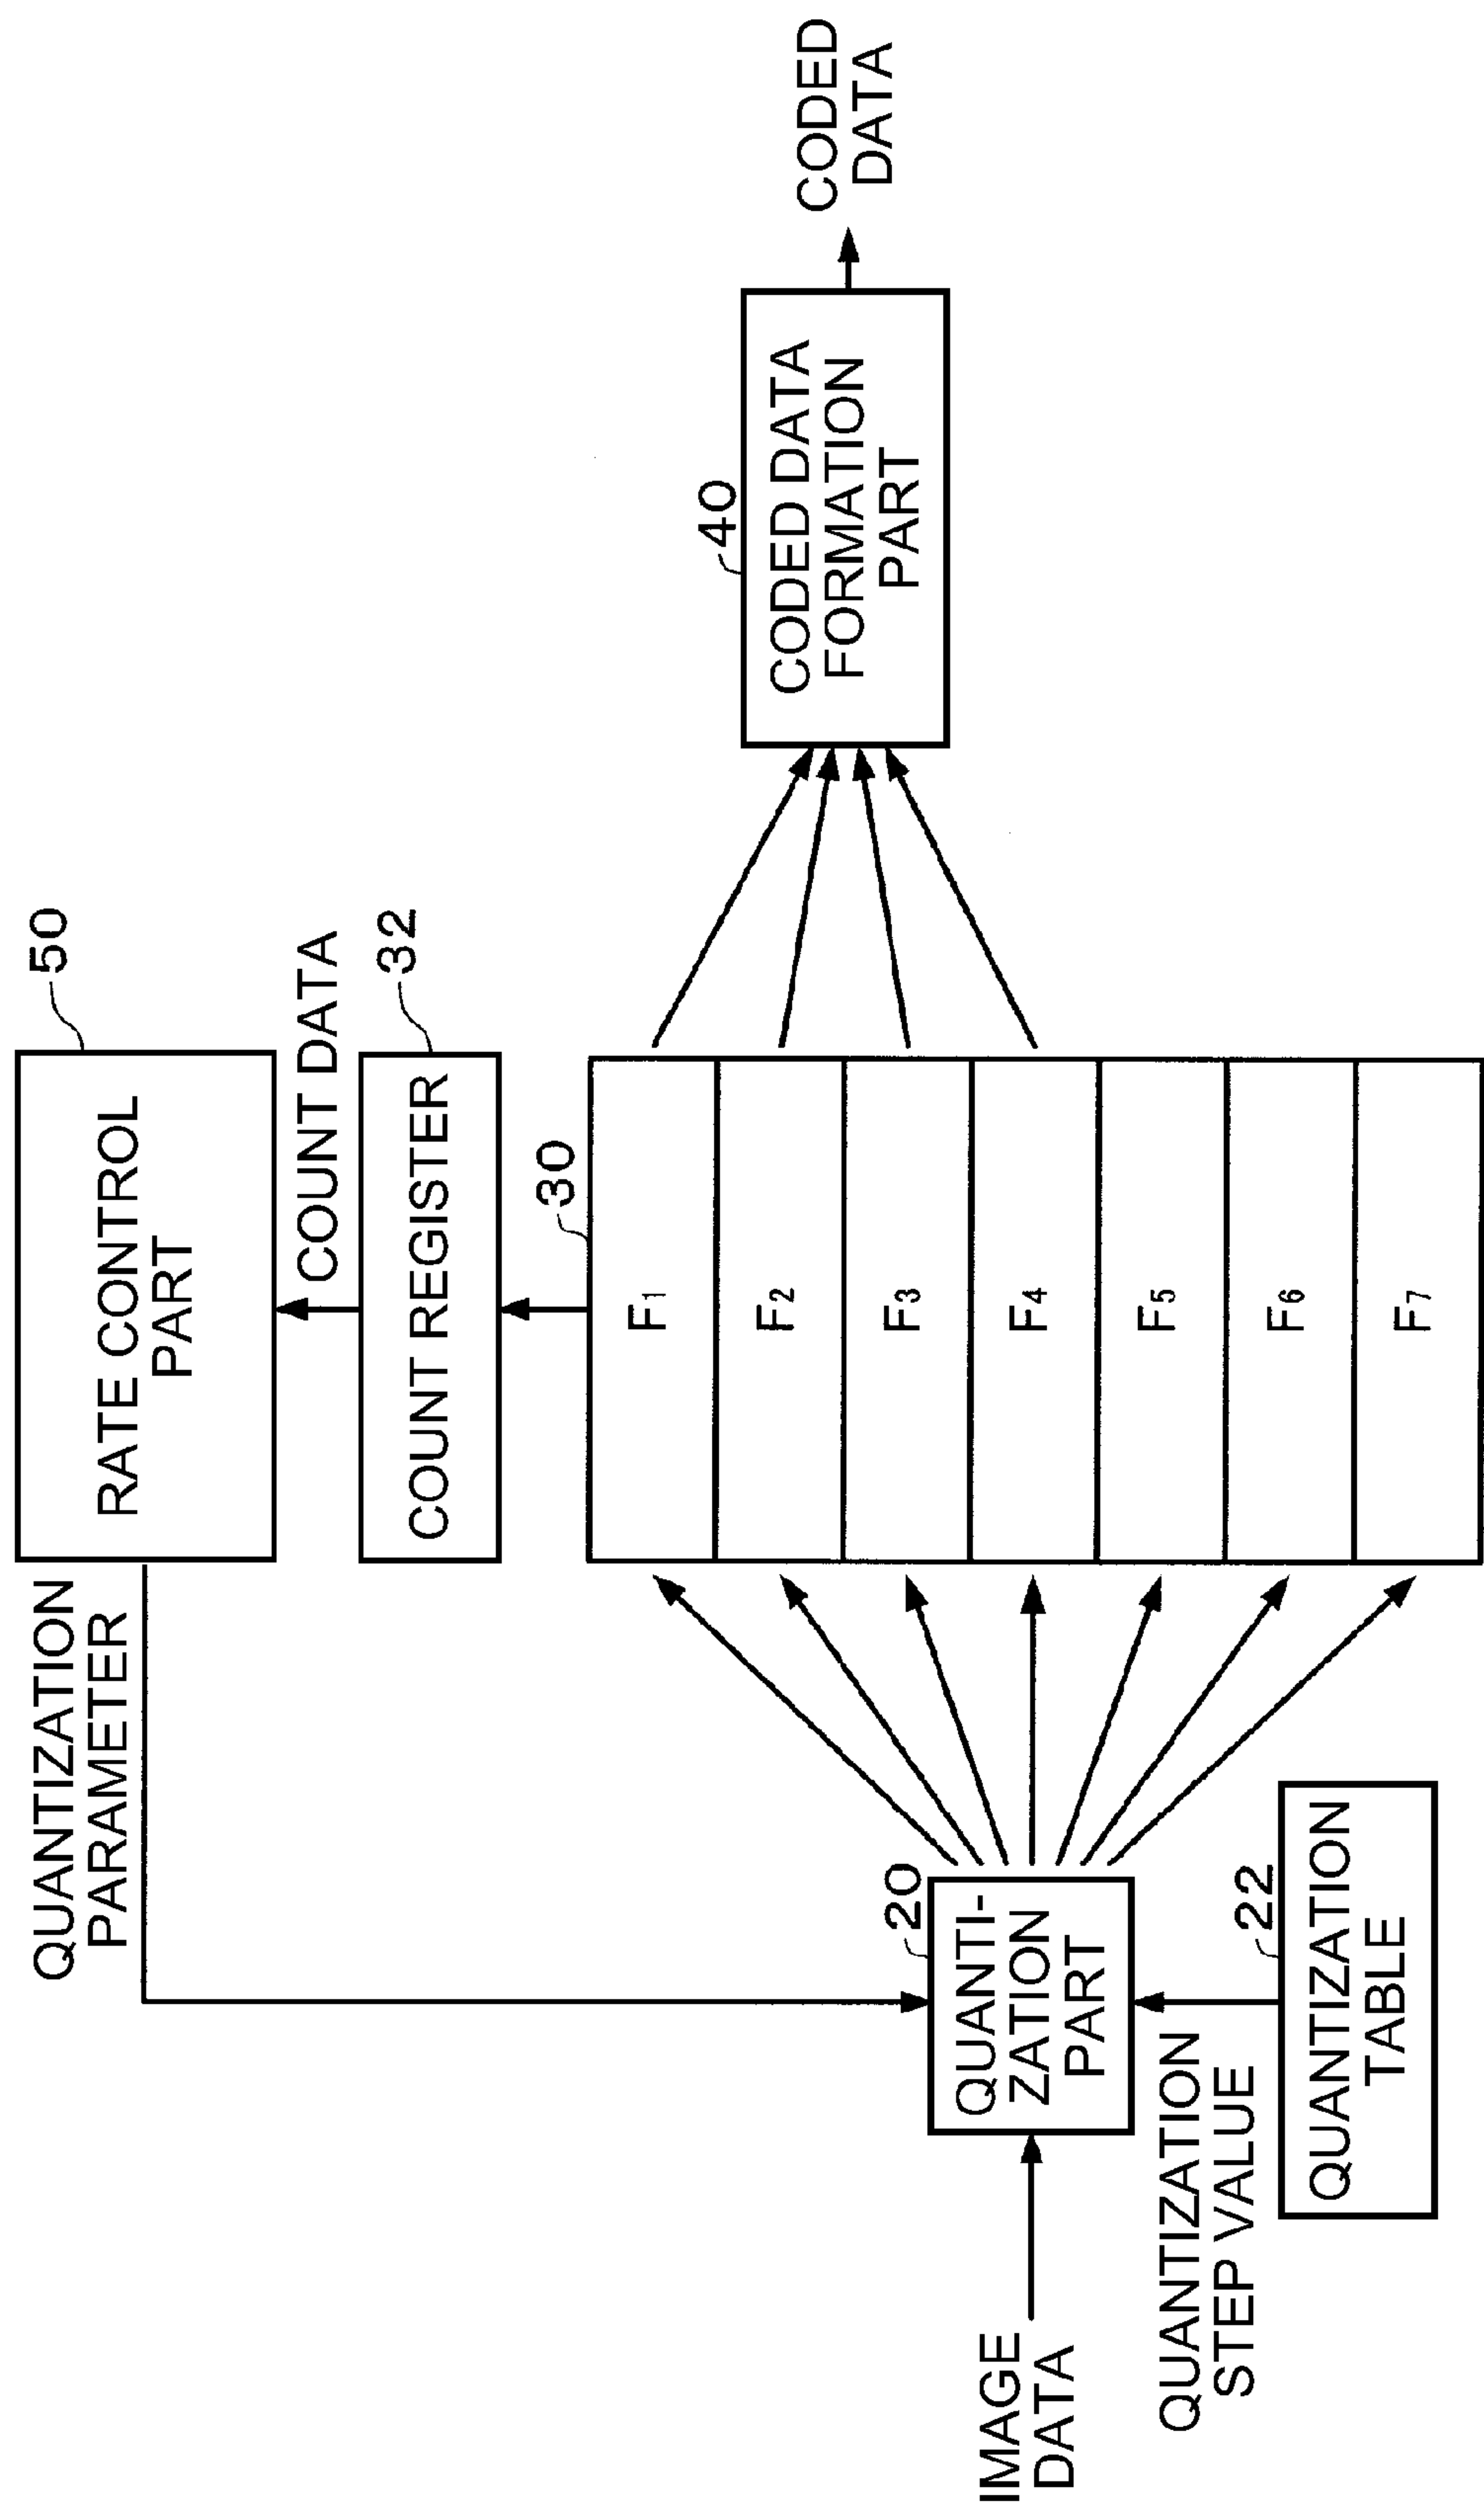 QUANTIZATION
PARAMETER
RATE CONTROL
PART
50
COUNT DATA
COUNT REGISTER
32
30
F1
F2
F3
F4
F5
F6
F7
40
CODED DATA
FORMATION
PART
CODED
DATA
IMAGE
DATA
20
QUANTI-
ZATION
PART
QUANTIZATION
STEP VALUE
22
QUANTIZATION
TABLE